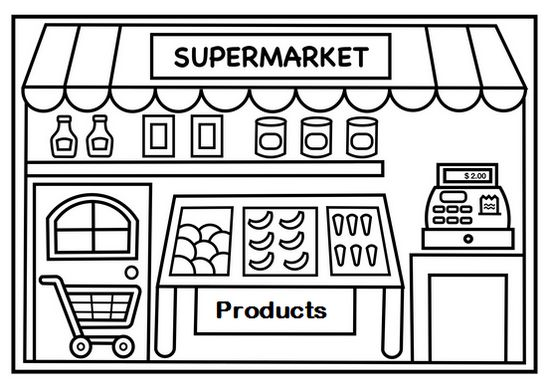 SUPERMARKET
$ 2.00
Products